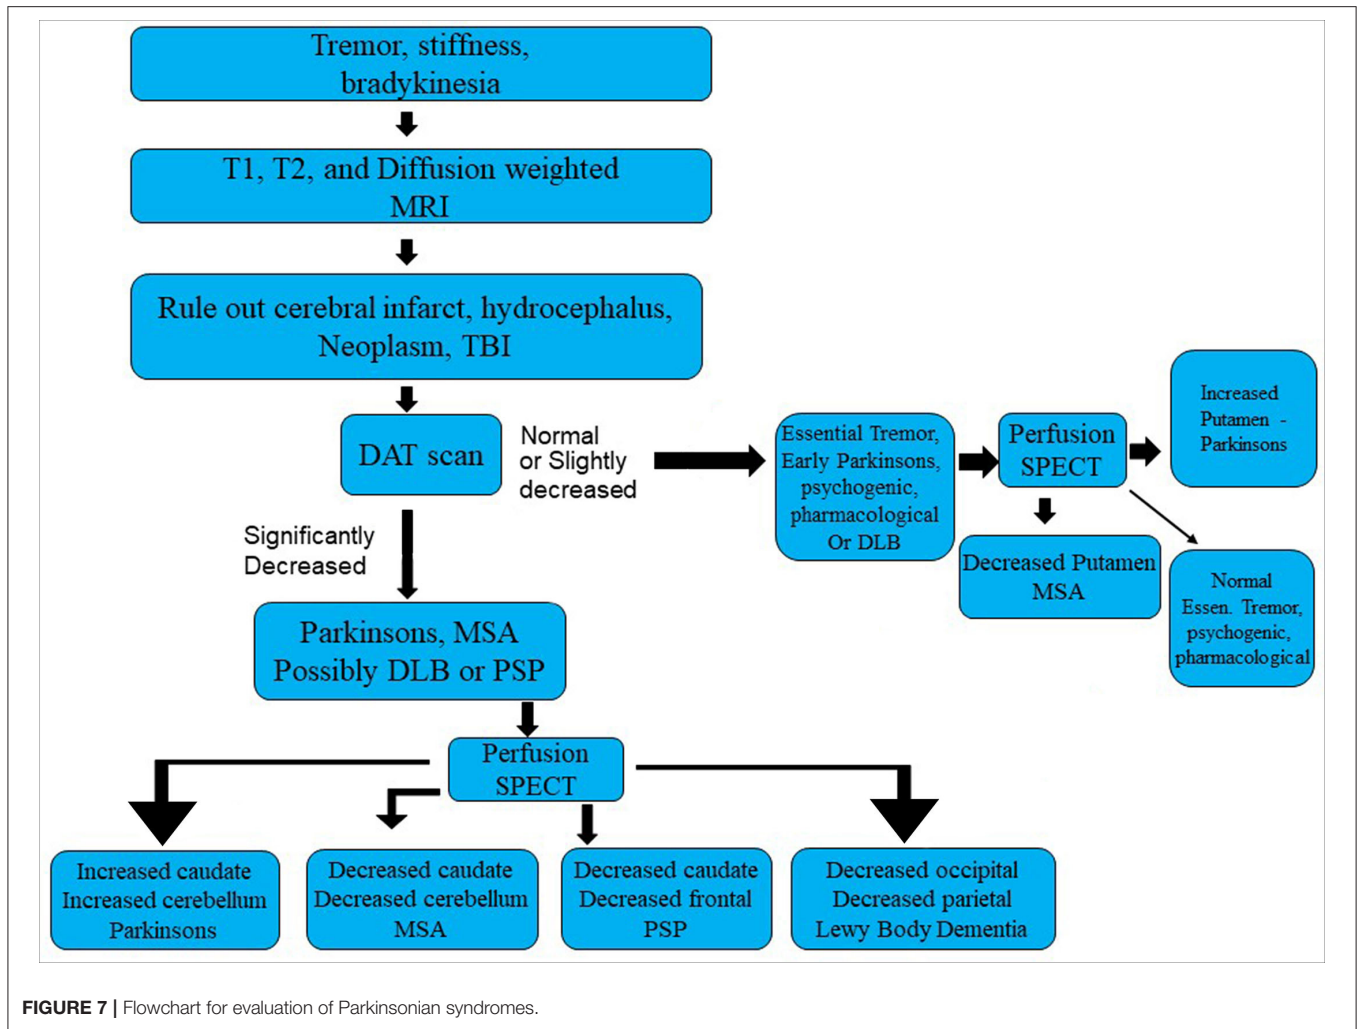 Tremor, stiffness,
bradykinesia
T1, T2, and Diffusion weighted
MRI
Rule out cerebral infarct, hydrocephalus,
Neoplasm, TBI
DAT scan
Normal
or Slightly
decreased
Essential Tremor,
Early Parkinsons,
psychogenic,
pharmacological
Or DLB
Perfusion
SPECT
Increased
Putamen -
Parkinsons
Decreased Putamen
MSA
Normal
Essen. Tremor,
psychogenic,
pharmacological
Significantly
Decreased
Parkinsons, MSA
Possibly DLB or PSP
Perfusion
SPECT
Increased caudate
Increased cerebellum
Parkinsons
Decreased caudate
Decreased cerebellum
MSA
Decreased caudate
Decreased frontal
PSP
Decreased occipital
Decreased parietal
Lewy Body Dementia
FIGURE 7 | Flowchart for evaluation of Parkinsonian syndromes.